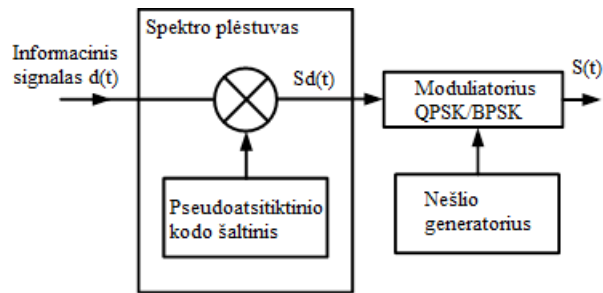 Spektro plėstuvas
Informacinis
signalas d(t)
Sd(t)
Moduliatorius
QPSK/BPSK
S(t)
Pseudoatsitiktinio
kodo šaltinis
Nešlio
generatorius